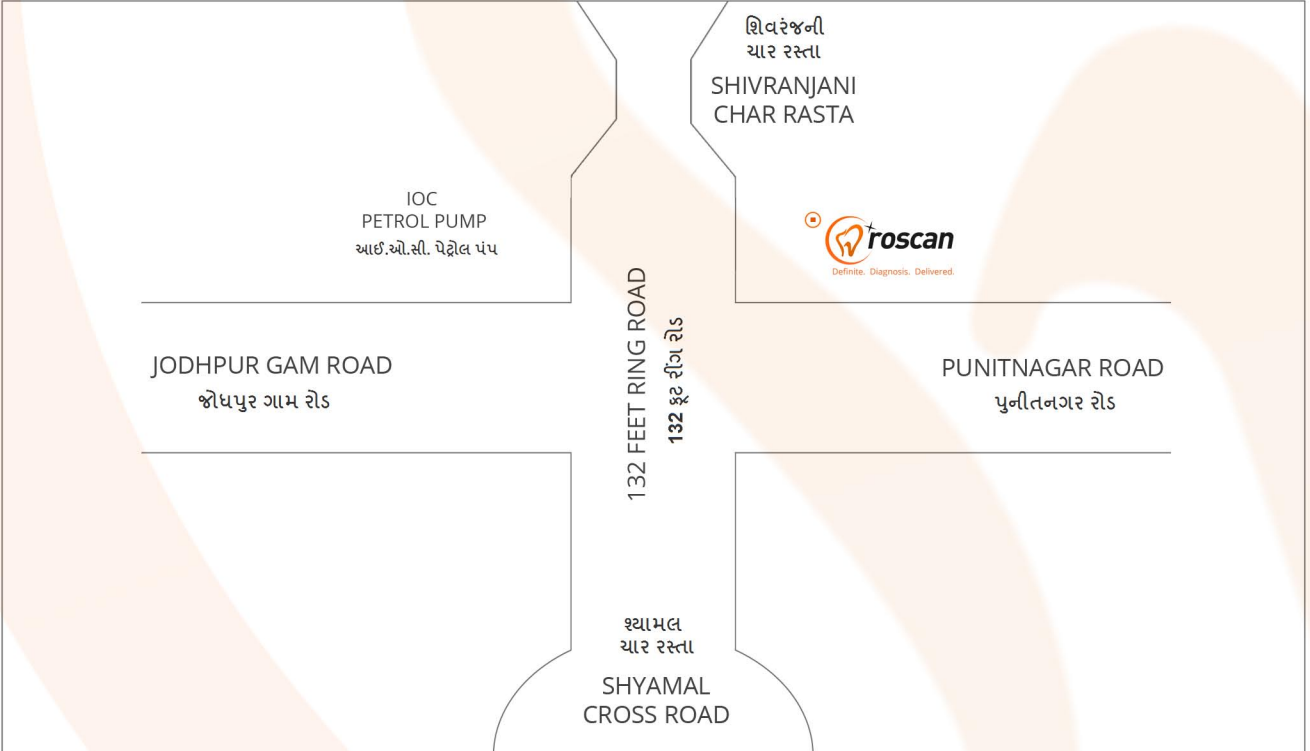 શિવરંજની
ચાર રસ્તા
SHIVRANJANI
CHAR RASTA
IOC
PETROL PUMP
આઈ.ઓ.સી. પેટ્રોલ પંપ
roscan
Definite. Diagnosis. Delivered.
132 FEET RING ROAD
132 ફૂટ રીંગ રોડ
JODHPUR GAM ROAD
જોધપુર ગામ રોડ
PUNITNAGAR ROAD
પુનીતનગર રોડ
શ્યામલ
ચાર રસ્તા
SHYAMAL
CROSS ROAD